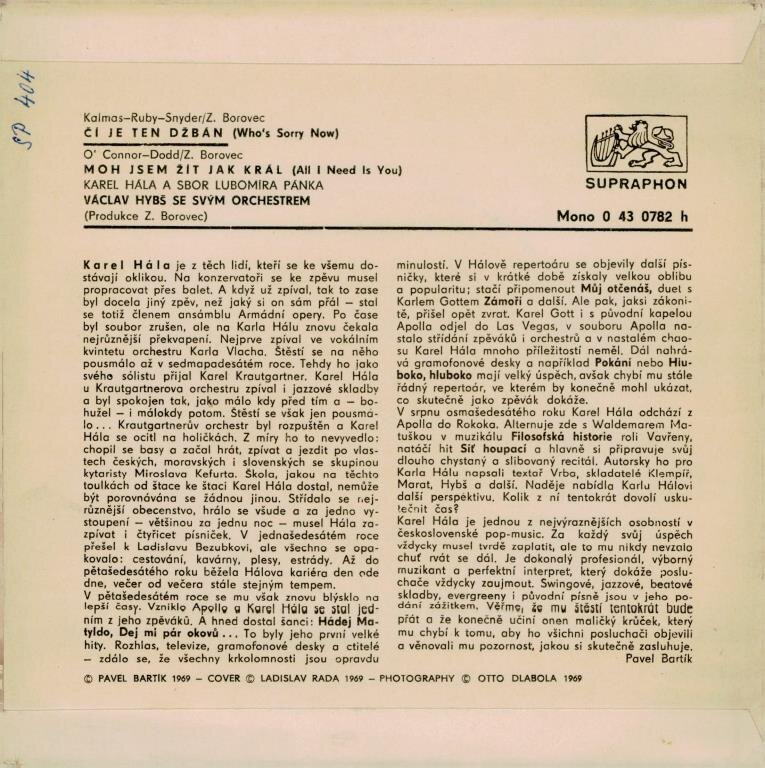 SP 404
Kalmas–Ruby–Snyder/Z. Borovec
ČÍ JE TEN DŽBÁN (Who's Sorry Now)
O' Connor–Dodd/Z. Borovec
MOH JSEM ŽÍT JAK KRÁL (All I Need Is You)
KAREL HÁLA A SBOR LUBOMÍRA PÁNKA
VÁCLAV HYBŠ SE SVÝM ORCHESTREM
(Produkce Z. Borovec)
SUPRAPHON
Mono 0 43 0782 h
Karel Hála je z těch lidí, kteří se ke všemu do-
stávají oklikou. Na konzervatoři se ke zpěvu musel
propracovat přes balet. A když už zpíval, tak to zase
byl docela jiný zpěv, než jaký si on sám přál – stal
se totiž členem ansámblu Armádní opery. Po čase
byl soubor zrušen, ale na Karla Hálu znovu čekala
nejrůznější překvapení. Nejprve zpíval ve vokálním
kvintetu orchestru Karla Vlacha. Štěstí se na něho
pousmálo až v sedmapadesátém roce. Tehdy ho jako
svého sólistu přijal Karel Krautgartner. Karel Hála
u Krautgartnerova orchestru zpíval i jazzové skladby
a byl spokojen tak, jako málo kdy před tím a – bo-
hužel – i málokdy potom. Štěstí se však jen pousmá-
lo... Krautgartnerův orchestr byl rozpuštěn a Karel
Hála se ocitl na holičkách. Z míry ho to nevyvedlo:
chopil se basy a začal hrát, zpívat a jezdit po vlas-
tech českých, moravských i slovenských se skupinou
kytaristy Miroslava Kefurta. Škola, jakou na těchto
toulkách od štace ke štaci Karel Hála dostal, nemůže
být porovnávána se žádnou jinou. Střídalo se nej-
různější obecenstvo, hrálo se všude a za jedno vy-
stoupení – většinou za jednu noc – musel Hála za-
zpívat i čtyřicet písniček. V jednašedesátém roce
přešel k Ladislavu Bezubkovi, ale všechno se opa-
kovalo: cestování, kavárny, plesy, estrády. Až do
pětašedesátého roku běžela Hálova kariéra den ode
dne, večer od večera stále stejným tempem.
V pětašedesátém roce se mu však znovu blýsklo na
lepší časy. Vzniklo Apollo a Karel Hála se stal jed-
ním z jeho zpěváků. A hned dostal šanci: Hádej Ma-
tyldo, Dej mi pár okovů... To byly jeho první velké
hity. Rozhlas, televize, gramofonové desky a ctitelé
– zdálo se, že všechny krkolomnosti jsou opravdu
minulostí. V Hálově repertoáru se objevily další pís-
ničky, které si v krátké době získaly velkou oblibu
a popularitu; stačí připomenout Můj otčenáš, duet s
Karlem Gottem Zámoří a další. Ale pak, jaksi zákoni-
tě, přišel opět zvrat. Karel Gott i s původní kapelou
Apolla odjel do Las Vegas, v souboru Apolla na-
stalo střídání zpěváků i orchestrů a v nastalém chao-
su Karel Hála mnoho příležitostí neměl. Dál nahrá-
vá gramofonové desky a například Pokání nebo Hlu-
boko, hluboko mají velký úspěch, avšak chybí mu stále
řádný repertoár, ve kterém by konečně mohl ukázat,
co skutečně jako zpěvák dokáže.
V srpnu osmašedesátého roku Karel Hála odchází z
Apolla do Rokoka. Alternuje zde s Waldemarem Ma-
tuškou v muzikálu Filosofská historie roli Vavřeny,
natáčí hit Síť houpací a hlavně si připravuje svůj
dlouho chystaný a slibovaný recitál. Autorsky ho pro
Karla Hálu napsali textař Vrba, skladatelé Klempíř,
Marat, Hybš a další. Naděje nabídla Karlu Hálovi
další perspektivu. Kolik z ní tentokrát dovolí usku-
tečnit čas?
Karel Hála je jednou z nejvýraznějších osobností v
československé pop-music. Za každý svůj úspěch
vždycky musel tvrdě zaplatit, ale to mu nikdy nevzalo
chuť rvát se dál. Je dokonalý profesionál, výborný
muzikant a perfektní interpret, který dokáže poslu-
chače vždycky zaujmout. Swingové, jazzové, beatové
skladby, evergreeny i původní písně jsou v jeho po-
dání zážitkem. Věřme, že mu štěstí tentokrát bude
přát a že konečně učiní onen maličký krůček, který
mu chybí k tomu, aby ho všichni posluchači objevili
a věnovali mu pozornost, jakou si skutečně zasluhuje.
Pavel Bartík
© PAVEL BARTÍK 1969 – COVER © LADISLAV RADA 1969 – PHOTOGRAPHY © OTTO DLABOLA 1969